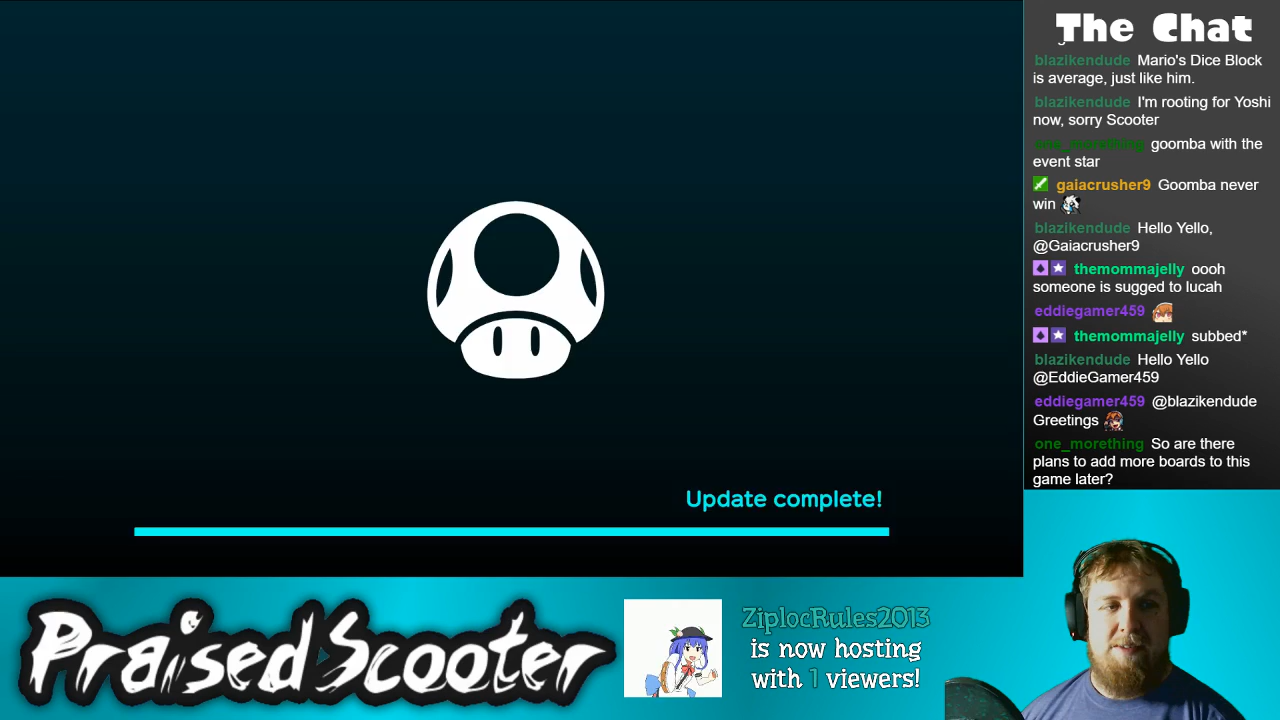 Update complete!
The Chat
blazikendude Mario's Dice Block
is average, just like him.
blazikendude I'm rooting for Yoshi
now, sorry Scooter
one_morething goomba with the
event star
gaiacrusher9 Goomba never
win
blazikendude Hello Yello,
@Gaiacrusher9
themommajelly oooh
someone is sugged to lucah
eddiegamer459
themommajelly subbed*
blazikendude Hello Yello
@EddieGamer459
eddiegamer459 @blazikendude
Greetings
one_morething So are there
plans to add more boards to this
game later?
PraisedScooter
ZiplocRules2013
is now hosting
with 1 viewers!